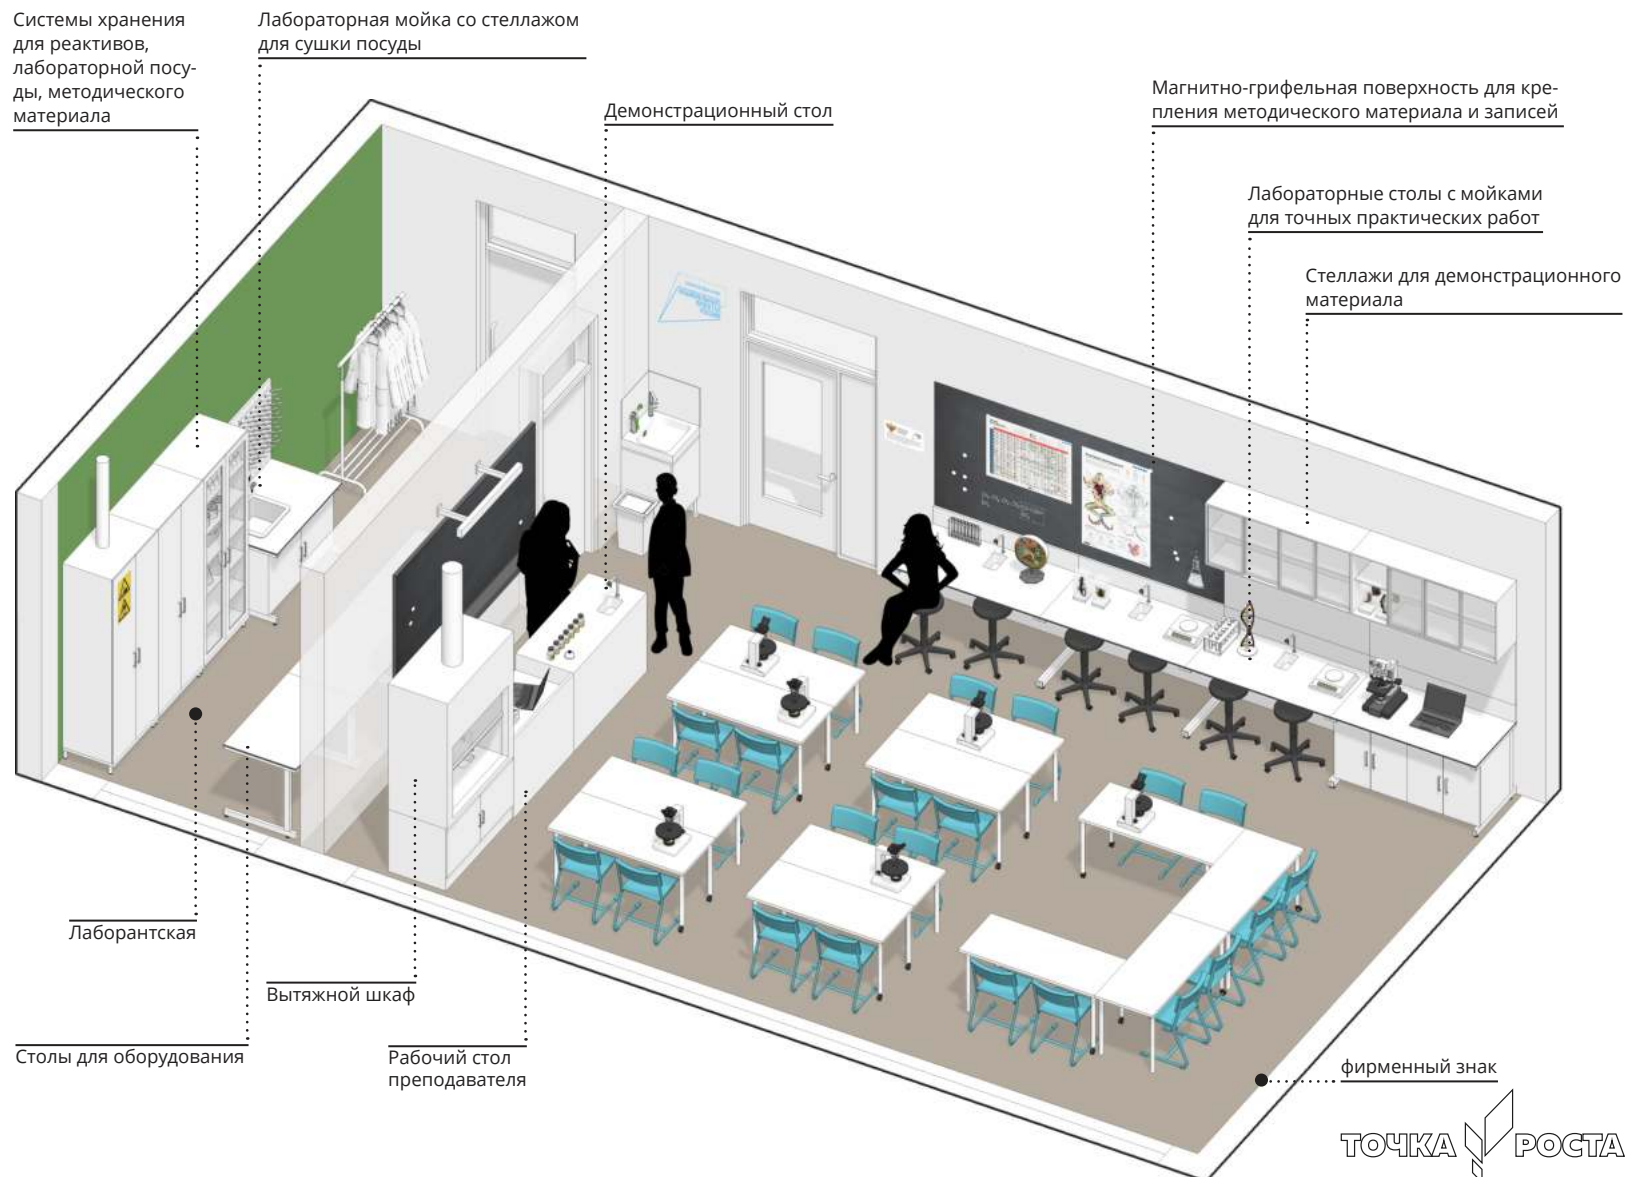 Системы хранения
для реактивов,
лабораторной посу-
ды, методического
материала
Лабораторная мойка со стеллажом
для сушки посуды
Демонстрационный стол
Магнитно-грифельная поверхность для кре-
пления методического материала и записей
Лабораторные столы с мойками
для точных практических работ
Стеллажи для демонстрационного
материала
Лаборантская
Вытяжной шкаф
Столы для оборудования
Рабочий стол
преподавателя
фирменный знак
ТОЧКА РОСТА